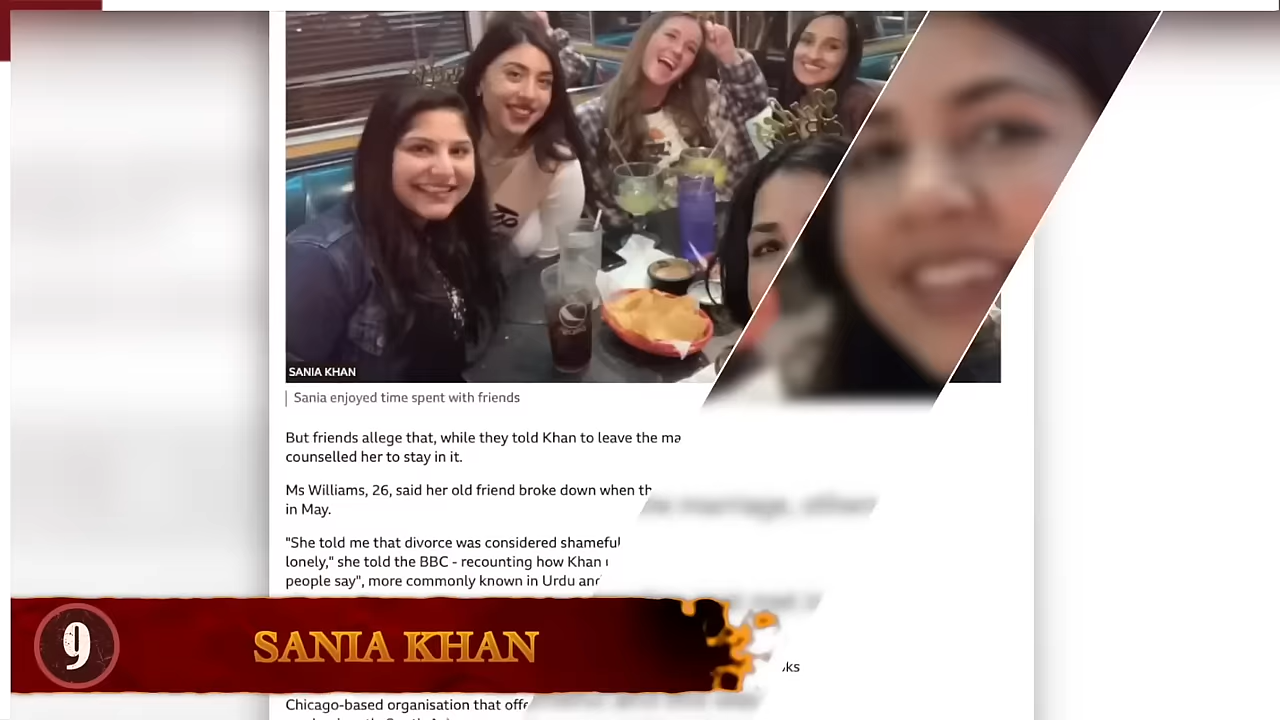 SANIA KHAN
Sania enjoyed time spent with friends
But friends allege that, while they told Khan to leave the ma
counselled her to stay in it.
Ms Williams, 26, said her old friend broke down when th
in May.
"She told me that divorce was considered shameful
lonely," she told the BBC - recounting how Khan
people say", more commonly known in Urdu and
9
SANIA KHAN
Chicago-based organisation that offe